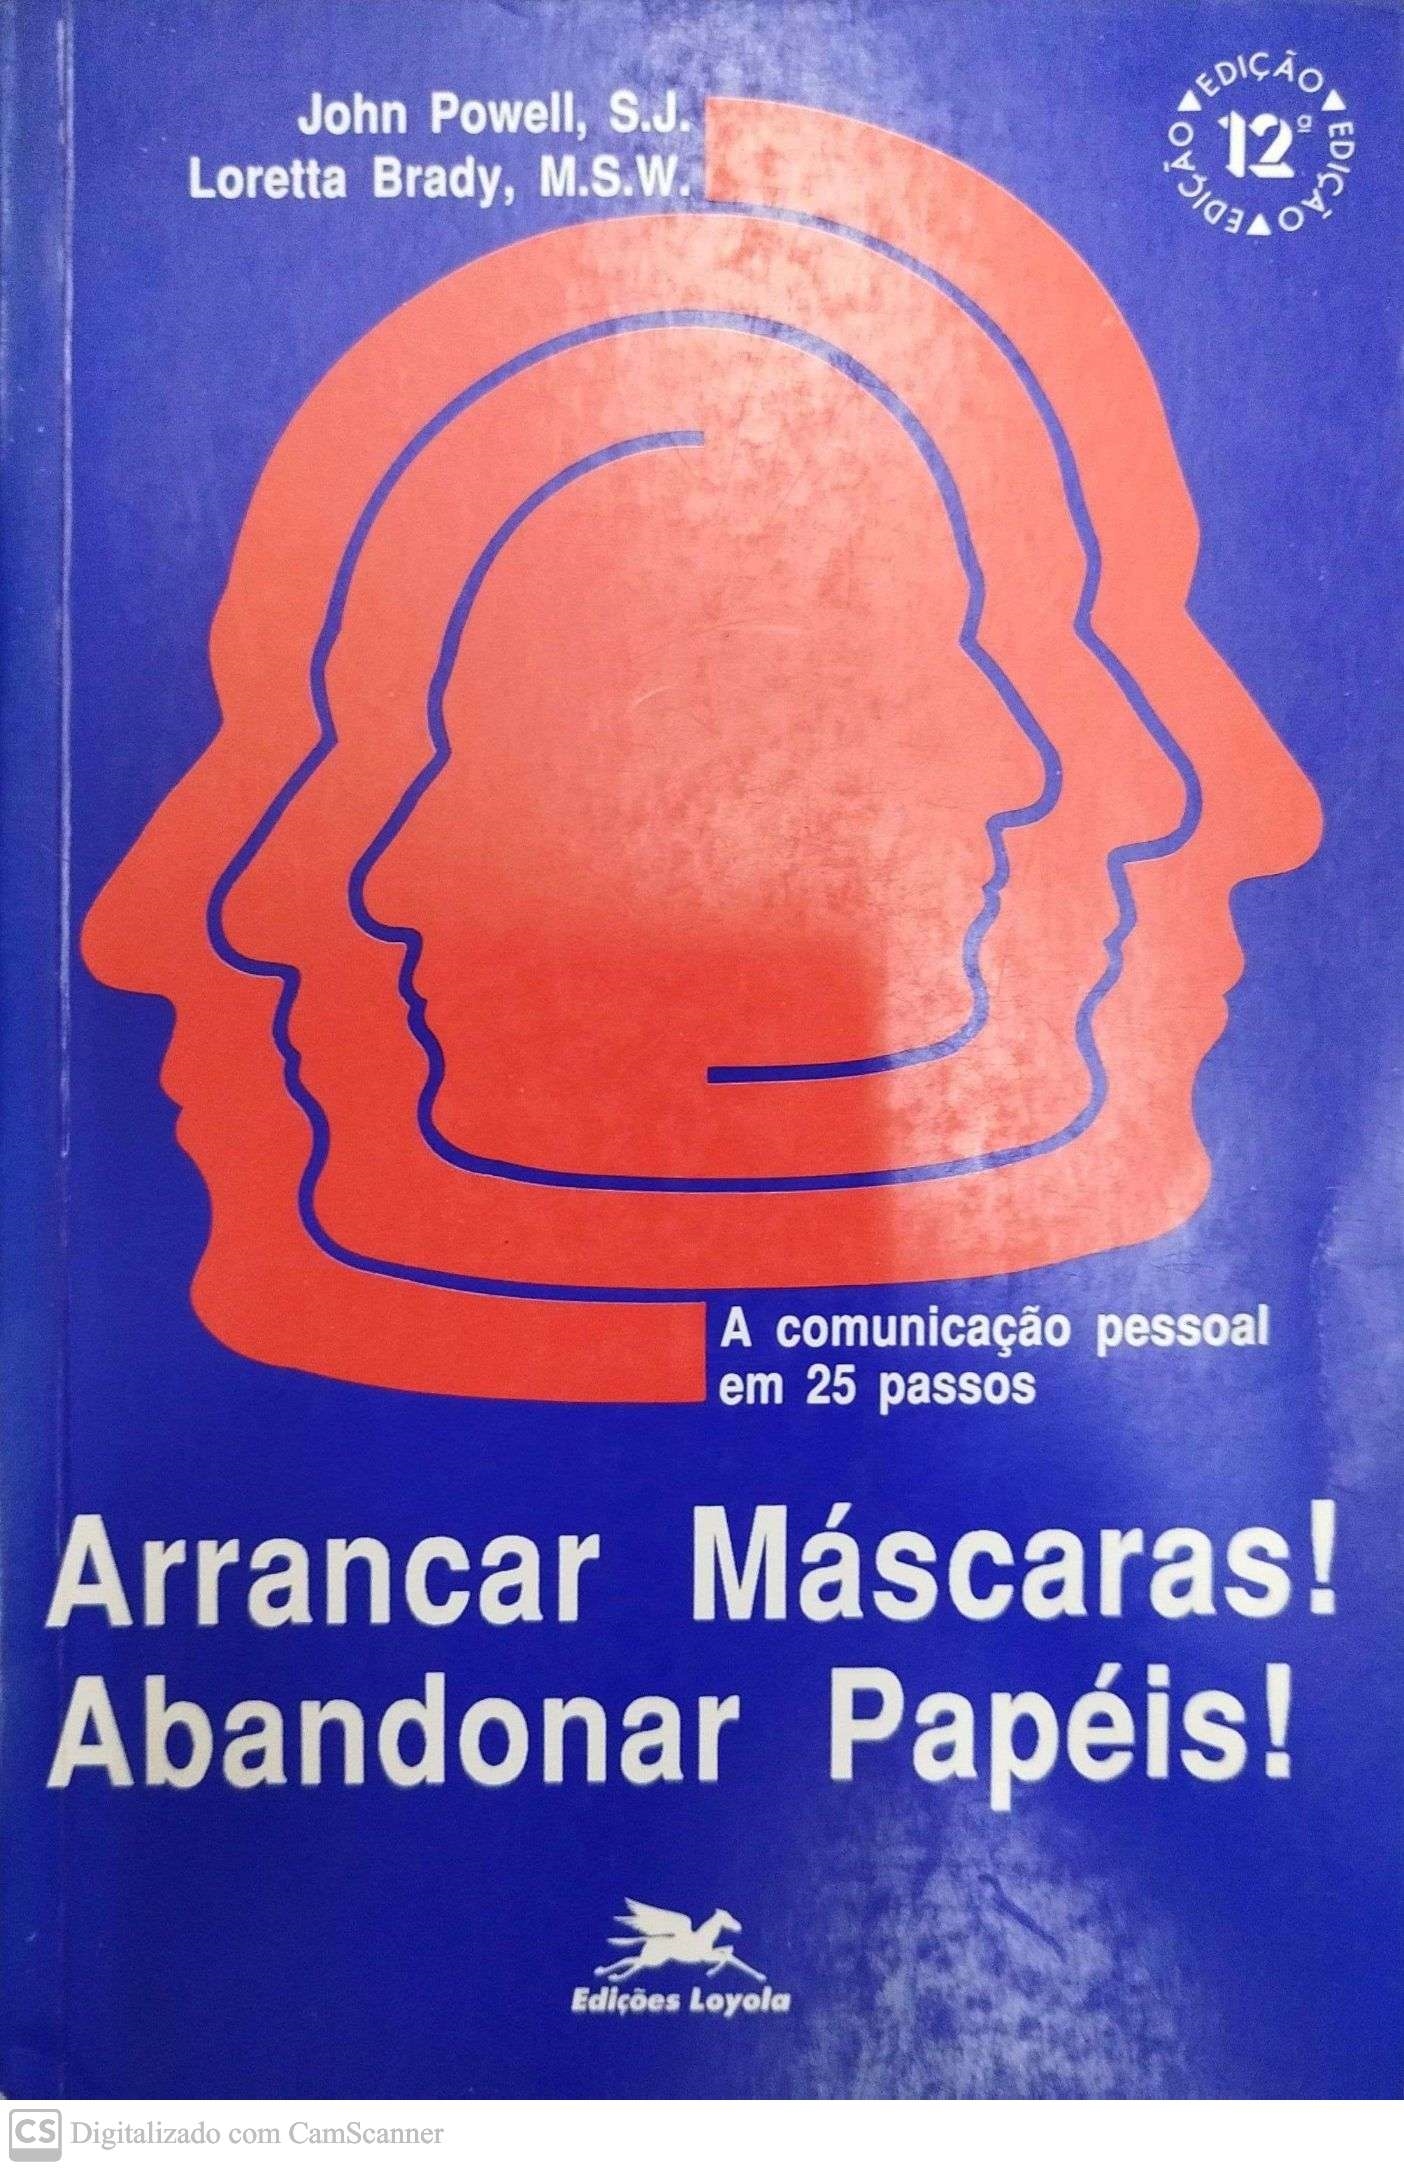 John Powell, S.J.
Loretta Brady, M.S.W.
EDIÇÃO EDIÇÃO EDIÇÃO
12ª
A comunicação pessoal
em 25 passos
Arrancar Máscaras!
Abandonar Papéis!
Edições Loyola
CS Digitalizado com CamScanner